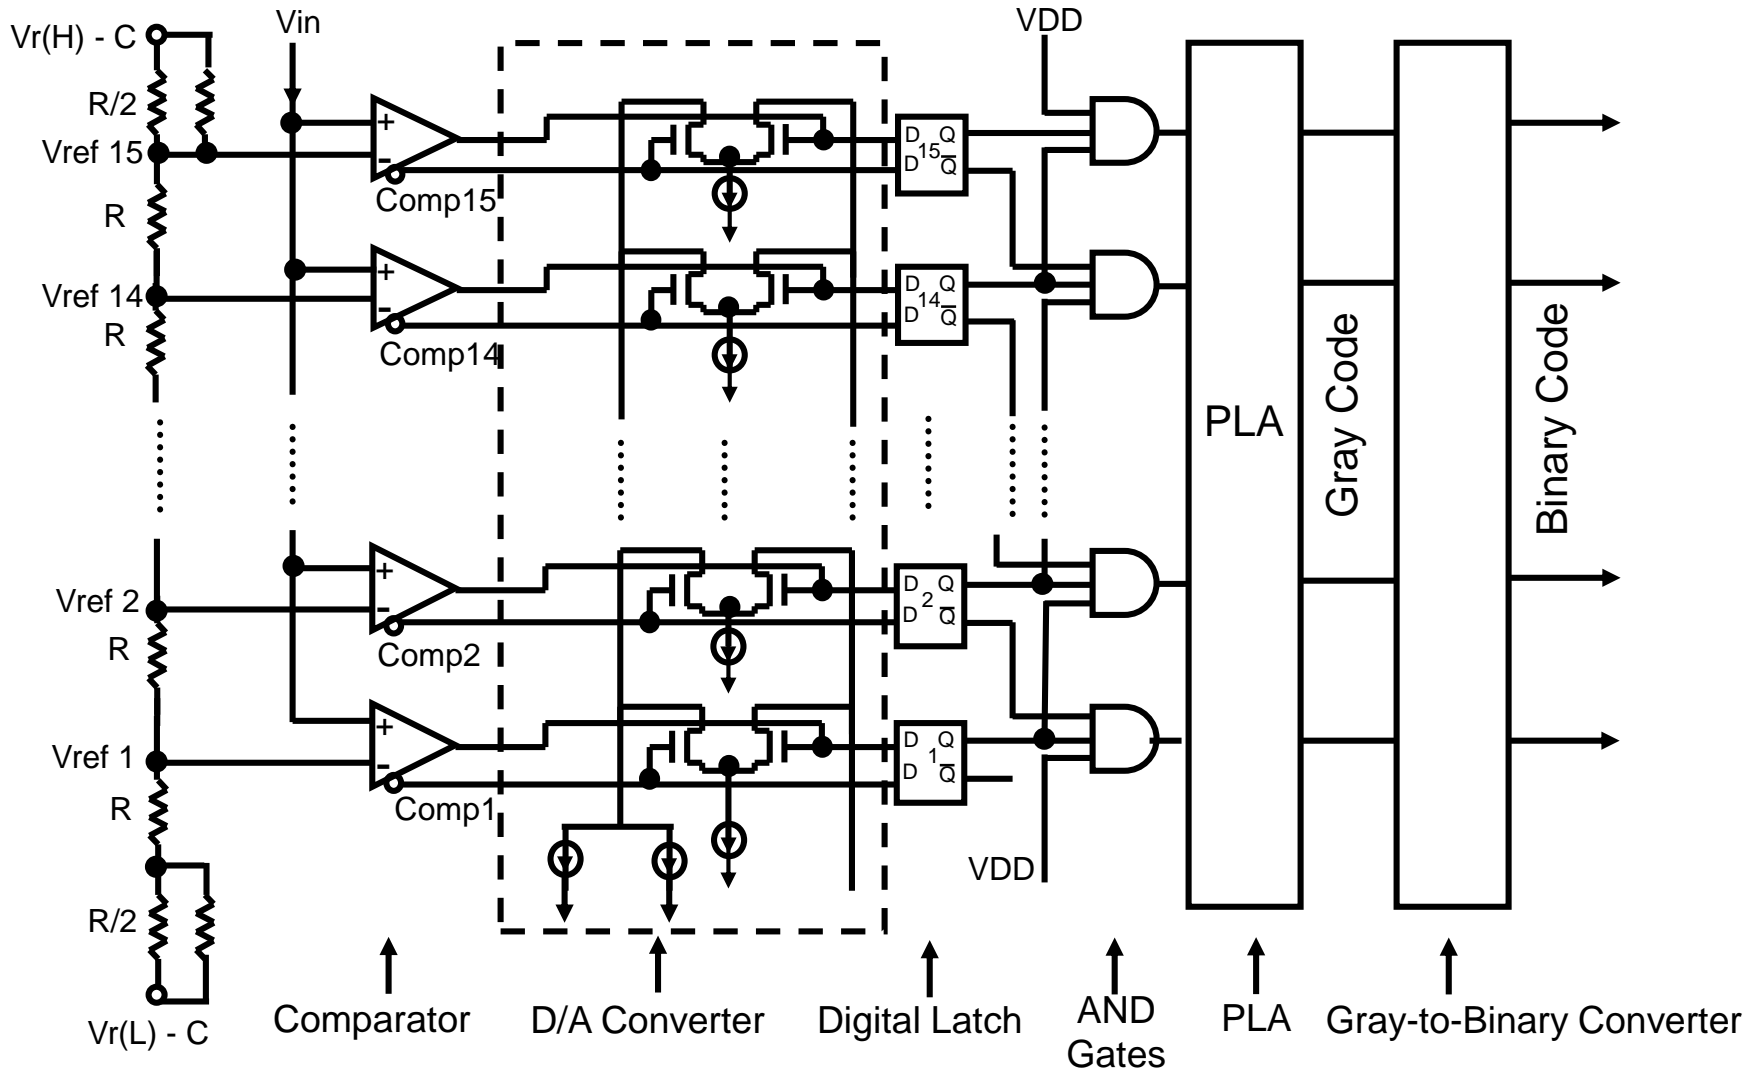 Vr(H) - C
Vin
VDD
R/2
+
-
Vref 15
Comp15
D Q
15
D Q̅
R
+
-
Vref 14
Comp14
D Q
14
D Q̅
R
PLA
Gray Code
Binary Code
+
-
Vref 2
Comp2
D Q
2
D Q̅
R
+
-
Vref 1
Comp1
D Q
1
D Q̅
R
VDD
R/2
Vr(L) - C
Comparator
D/A Converter
Digital Latch
AND
Gates
PLA
Gray-to-Binary Converter